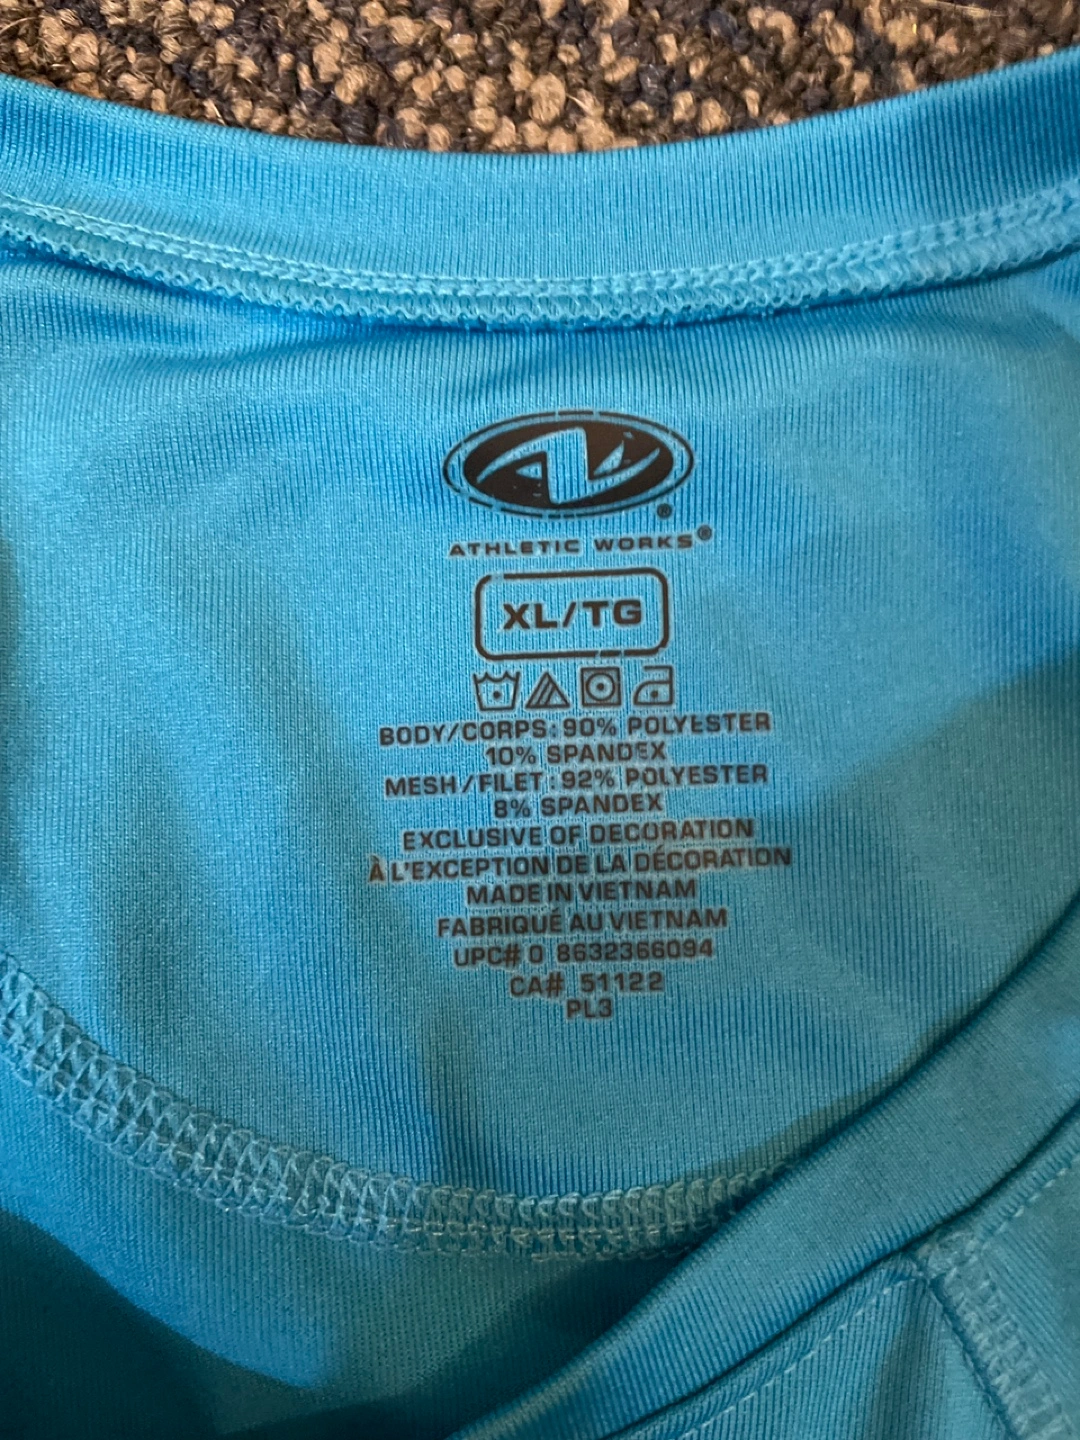 ATHLETIC WORKS®
XL/TG
BODY/CORPS: 90% POLYESTER
10% SPANDEX
MESH/FILET: 92% POLYESTER
8% SPANDEX
EXCLUSIVE OF DECORATION
À L'EXCEPTION DE LA DÉCORATION
MADE IN VIETNAM
FABRIQUÉ AU VIETNAM
UPC# 0 8632366094
CA# 51122
PL3